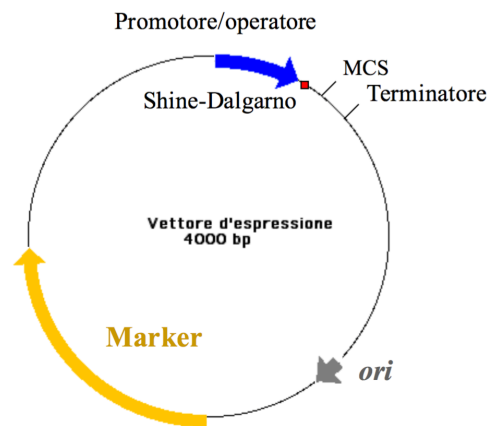 Promotore/operatore
MCS
Shine-Dalgarno
Terminatore
Vettore d'espressione
4000 bp
Marker
ori